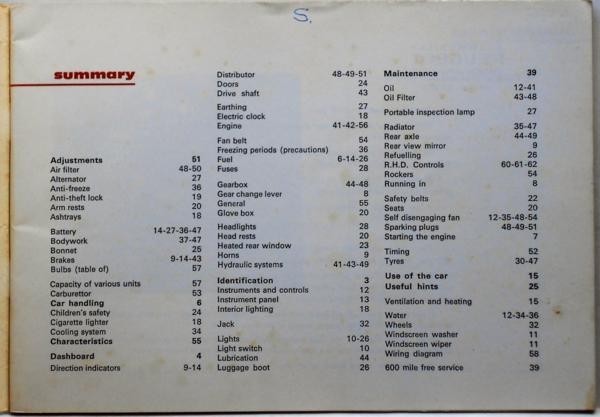 S.
summary
Adjustments 51
Air filter 48-50
Alternator 27
Anti-freeze 36
Anti-theft lock 19
Arm rests 20
Ashtrays 18
Battery 14-27-36-47
Bodywork 37-47
Bonnet 25
Brakes 9-14-43
Bulbs (table of) 57
Capacity of various units 57
Carburettor 53
Car handling 6
Children's safety 24
Cigarette lighter 18
Cooling system 34
Characteristics 55
Dashboard 4
Direction indicators 9-14
Distributor 48-49-51
Doors 24
Drive shaft 43
Earthing 27
Electric clock 18
Engine 41-42-56
Fan belt 54
Freezing periods (precautions) 36
Fuel 6-14-26
Fuses 28
Gearbox 44-48
Gear change lever 8
General 55
Glove box 20
Headlights 28
Head rests 20
Heated rear window 23
Horns 9
Hydraulic systems 41-43-49
Identification 3
Instruments and controls 12
Instrument panel 13
Interior lighting 18
Jack 32
Lights 10-26
Light switch 10
Lubrication 44
Luggage boot 26
Maintenance 39
Oil 12-41
Oil Filter 43-48
Portable inspection lamp 27
Radiator 35-47
Rear axle 44-49
Rear view mirror 9
Refuelling 26
R.H.D. Controls 60-61-62
Rockers 54
Running in 8
Safety belts 22
Seats 20
Self disengaging fan 12-35-48-54
Sparking plugs 48-49-51
Starting the engine 7
Timing 52
Tyres 30-47
Use of the car 15
Useful hints 25
Ventilation and heating 15
Water 12-34-36
Wheels 32
Windscreen washer 11
Windscreen wiper 11
Wiring diagram 58
600 mile free service 39